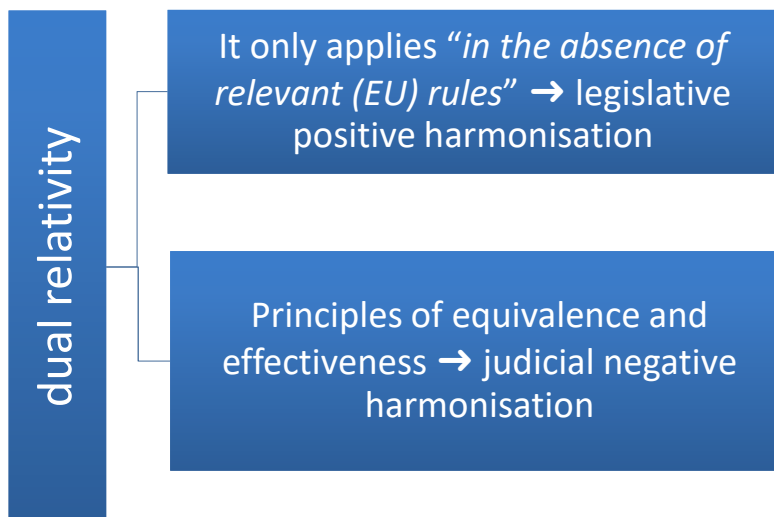 dual relativity
It only applies “in the absence of
relevant (EU) rules” ➜ legislative
positive harmonisation
Principles of equivalence and
effectiveness ➜ judicial negative
harmonisation